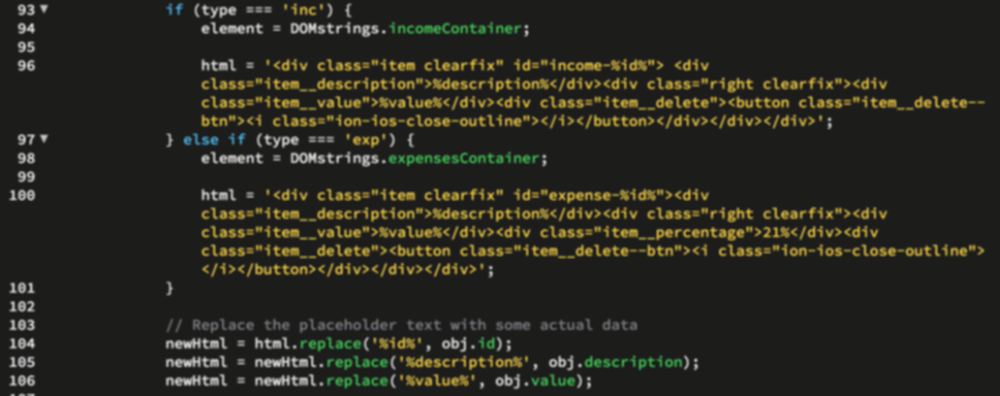 93 ▼ if (type === 'inc') {
94 element = DOMstrings.incomeContainer;
95
96 html = '<div class="item clearfix" id="income-%id%"> <div
class="item__description">%description%</div><div class="right clearfix"><div
class="item__value">%value%</div><div class="item__delete"><button class="item__delete--
btn"><i class="ion-ios-close-outline"></i></button></div></div></div>';
97 ▼ } else if (type === 'exp') {
98 element = DOMstrings.expensesContainer;
99
100 html = '<div class="item clearfix" id="expense-%id%"><div
class="item__description">%description%</div><div class="right clearfix"><div
class="item__value">%value%</div><div class="item__percentage">21%</div><div
class="item__delete"><button class="item__delete--btn"><i class="ion-ios-close-outline">
</i></button></div></div></div>';
101 }
102
103 // Replace the placeholder text with some actual data
104 newHtml = html.replace('%id%', obj.id);
105 newHtml = newHtml.replace('%description%', obj.description);
106 newHtml = newHtml.replace('%value%', obj.value);